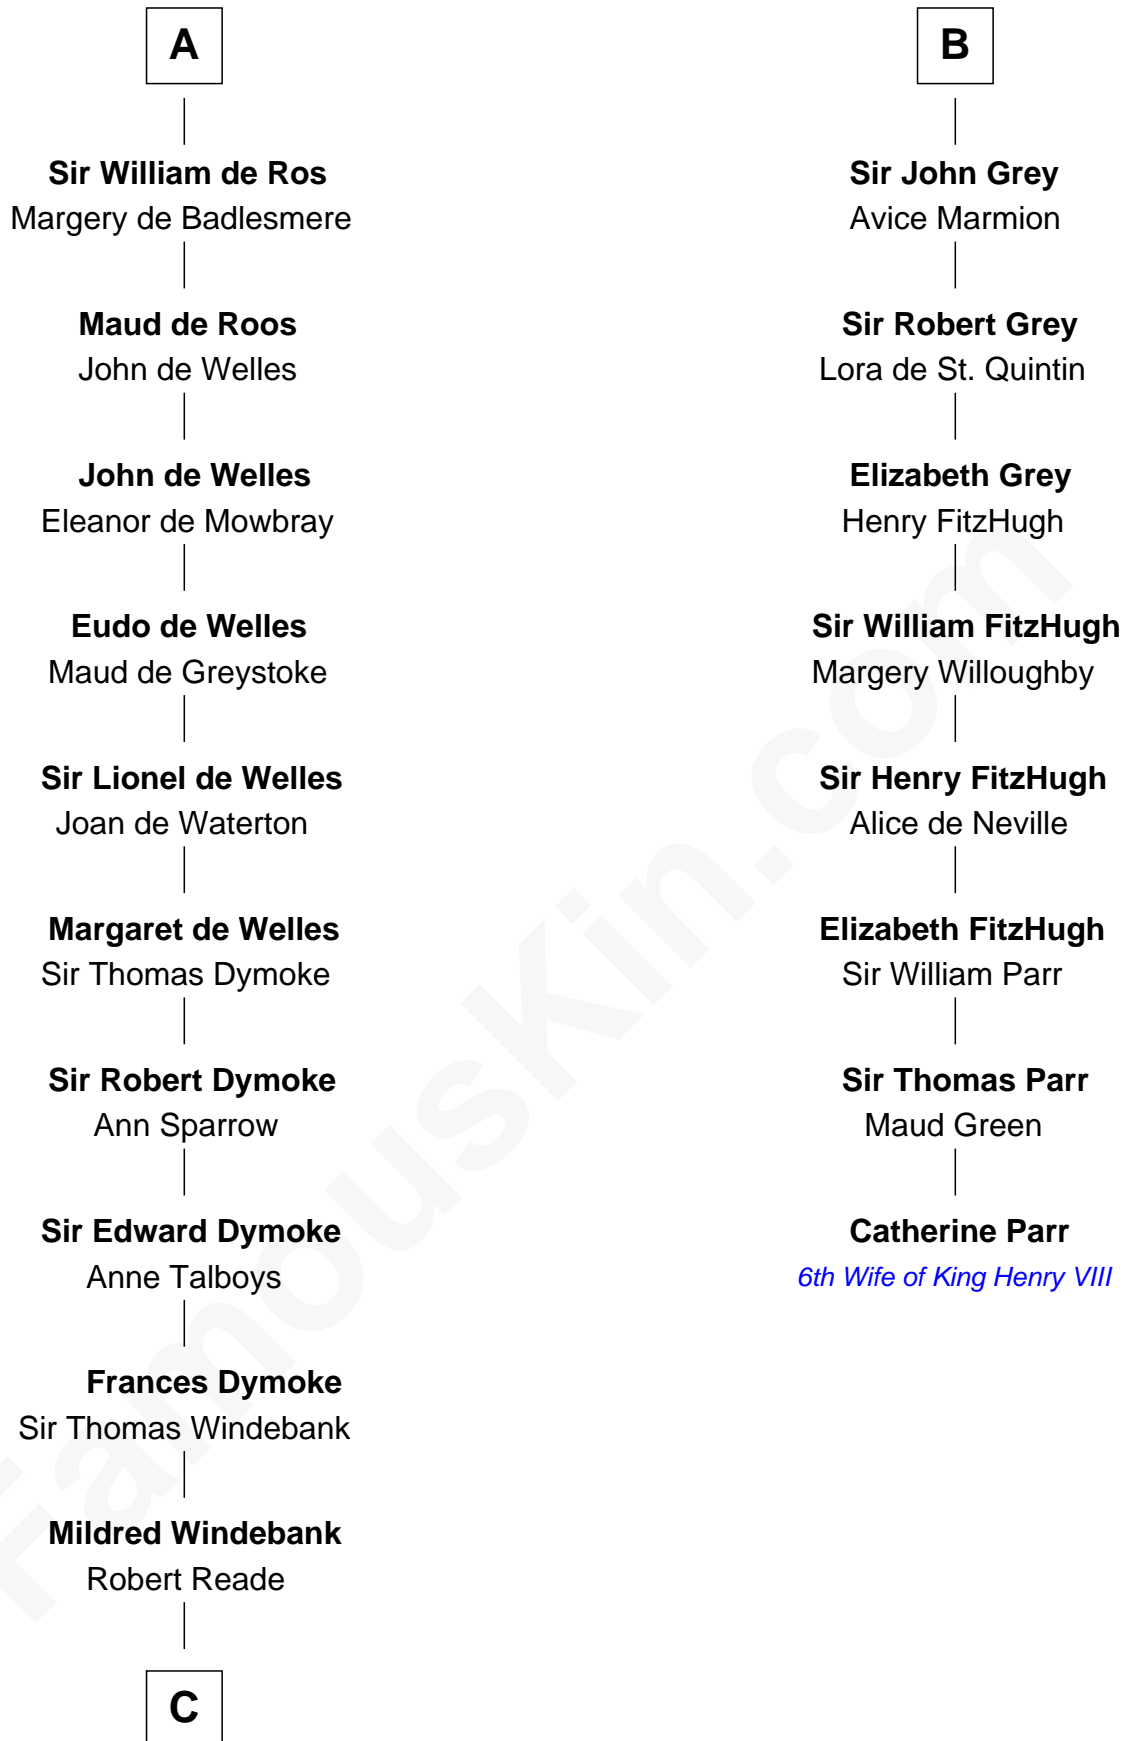 A
Sir William de Ros
Margery de Badlesmere
Maud de Roos
John de Welles
John de Welles
Eleanor de Mowbray
Eudo de Welles
Maud de Greystoke
Sir Lionel de Welles
Joan de Waterton
Margaret de Welles
Sir Thomas Dymoke
Sir Robert Dymoke
Ann Sparrow
Sir Edward Dymoke
Anne Talboys
Frances Dymoke
Sir Thomas Windebank
Mildred Windebank
Robert Reade
C
B
Sir John Grey
Avice Marmion
Sir Robert Grey
Lora de St. Quintin
Elizabeth Grey
Henry FitzHugh
Sir William FitzHugh
Margery Willoughby
Sir Henry FitzHugh
Alice de Neville
Elizabeth FitzHugh
Sir William Parr
Sir Thomas Parr
Maud Green
Catherine Parr
6th Wife of King Henry VIII
FamousKin.com